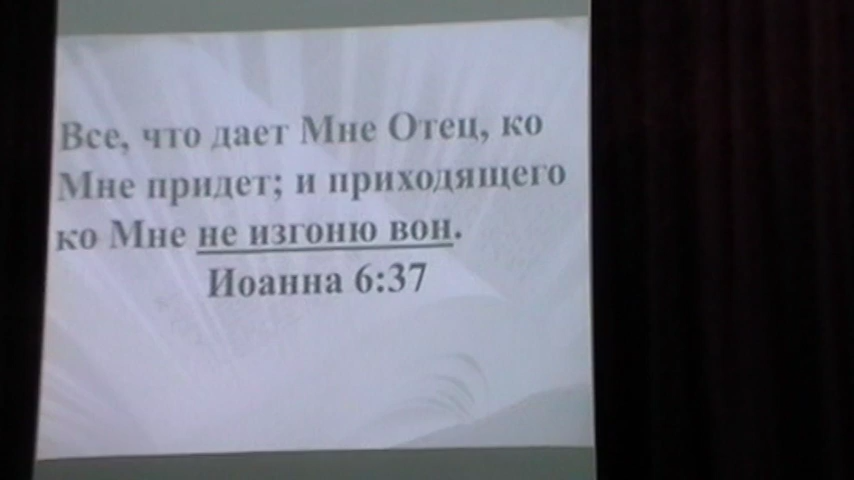 Все, что дает Мне Отец, ко
Мне придет; и приходящего
ко Мне не изгоню вон.
Иоанна 6:37